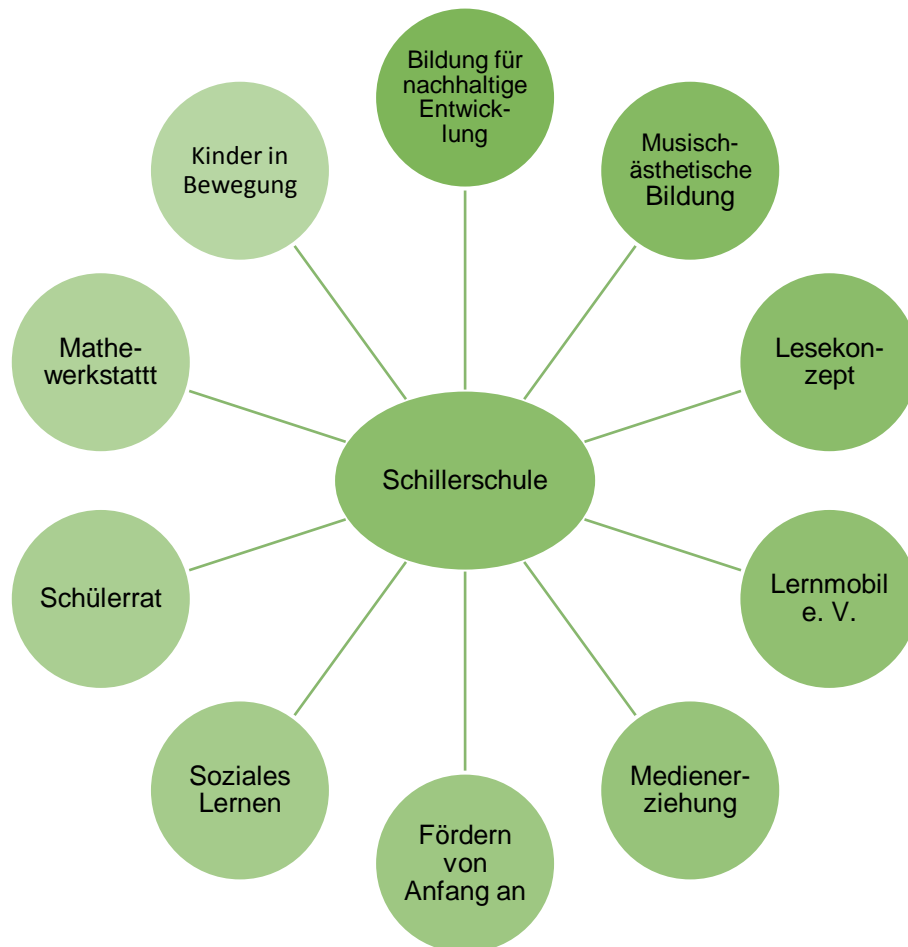 Bildung für
nachhaltige
Entwick-
lung
Musisch-
ästhetische
Bildung
Lesekon-
zept
Lernmobil
e. V.
Mediener-
ziehung
Fördern
von
Anfang an
Soziales
Lernen
Schülerrat
Mathe-
werkstattt
Kinder in
Bewegung
Schillerschule